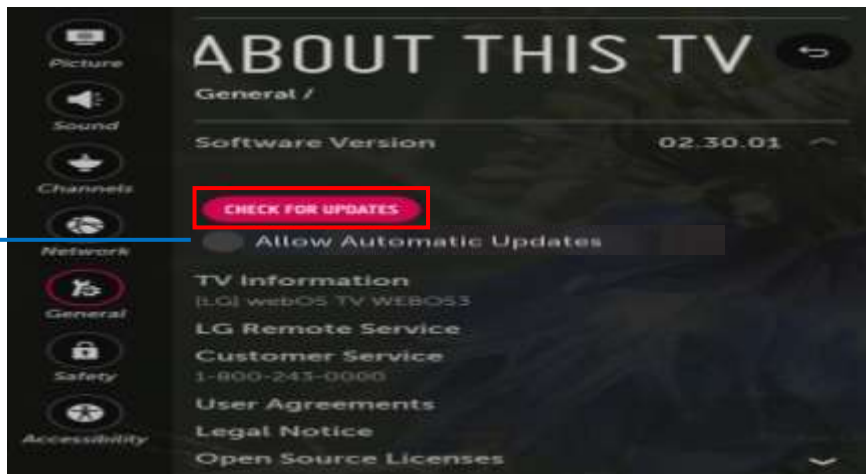 Picture
Sound
Channels
Network
General
Safety
Accessibility
ABOUT THIS TV
General /
Software Version 02.30.01
CHECK FOR UPDATES
Allow Automatic Updates
TV Information
[LG] webOS TV WEBOS3
LG Remote Service
Customer Service
1-800-243-0000
User Agreements
Legal Notice
Open Source Licenses